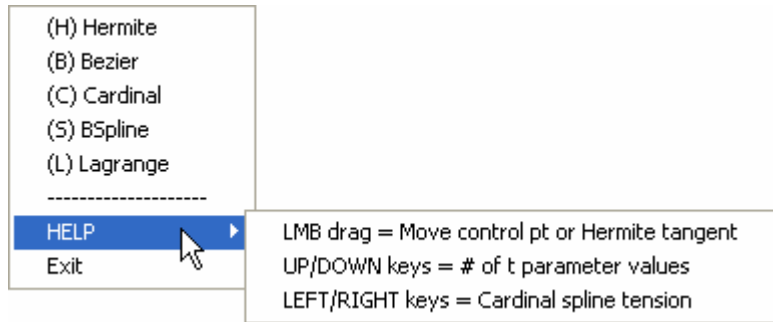 (H) Hermite
(B) Bezier
(C) Cardinal
(S) BSpline
(L) Lagrange
--------------------
HELP
LMB drag = Move control pt or Hermite tangent
Exit
UP/DOWN keys = # of t parameter values
LEFT/RIGHT keys = Cardinal spline tension